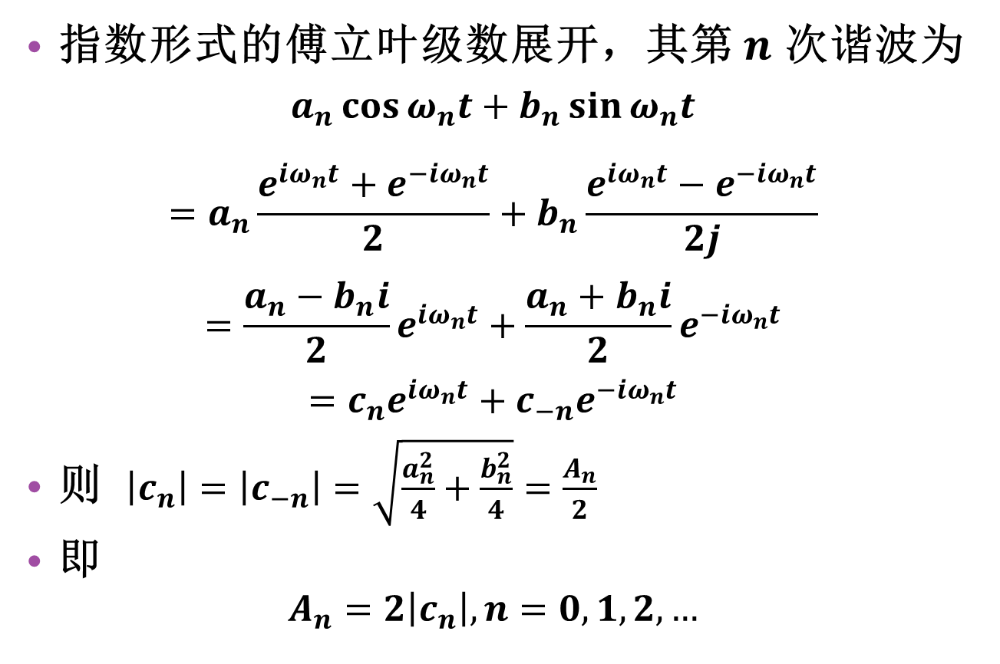 • 指数形式的傅立叶级数展开，其第 n 次谐波为
$a_n \cos \omega_n t + b_n \sin \omega_n t$
$= a_n \frac{e^{i\omega_n t} + e^{-i\omega_n t}}{2} + b_n \frac{e^{i\omega_n t} - e^{-i\omega_n t}}{2j}$
$= \frac{a_n - b_n i}{2} e^{i\omega_n t} + \frac{a_n + b_n i}{2} e^{-i\omega_n t}$
$= c_n e^{i\omega_n t} + c_{-n} e^{-i\omega_n t}$
• 则 $|c_n| = |c_{-n}| = \sqrt{\frac{a_n^2}{4} + \frac{b_n^2}{4}} = \frac{A_n}{2}$
• 即
$A_n = 2|c_n|, n = 0, 1, 2, \ldots$